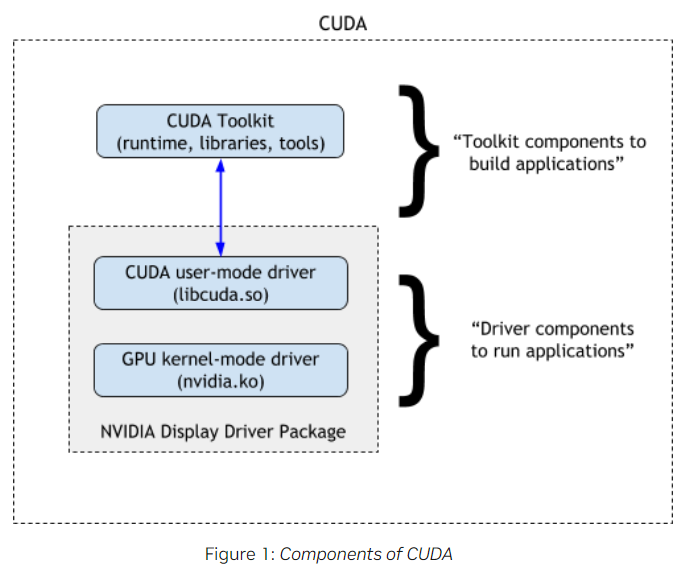 CUDA
CUDA Toolkit
(runtime, libraries, tools)
“Toolkit components to
build applications”
CUDA user-mode driver
(libcuda.so)
GPU kernel-mode driver
(nvidia.ko)
NVIDIA Display Driver Package
“Driver components
to run applications”
Figure 1: Components of CUDA